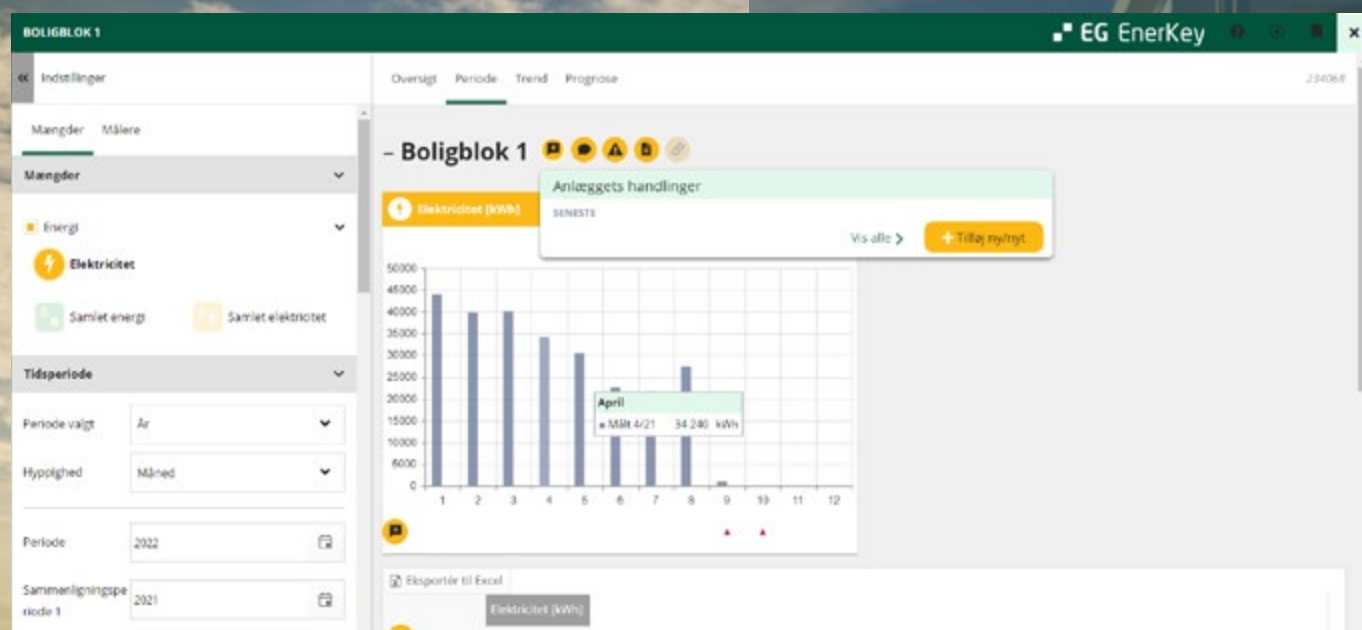 BOLIGBLOK 1
EG EnerKey
Indstillinger
Oversigt Periode Trend Prognose
234068
Mængder Målere
– Boligblok 1
Mængder
Anlæggets handlinger
SENESTE
Vis alle
+ Tilføj ny/nyt
Elektricitet [kWh]
Energi
Elektricitet
Samlet energi
Samlet elektricitet
Tidsperiode
Periode valgt
År
Hyppighed
Måned
Periode
2022
Sammenligningspe
riode 1
2021
50000
45000
40000
35000
30000
25000
20000
15000
10000
5000
0
1 2 3 4 5 6 7 8 9 10 11 12
April
Målt 4/21 34 240 kWh
Eksportér til Excel
Elektricitet [kWh]